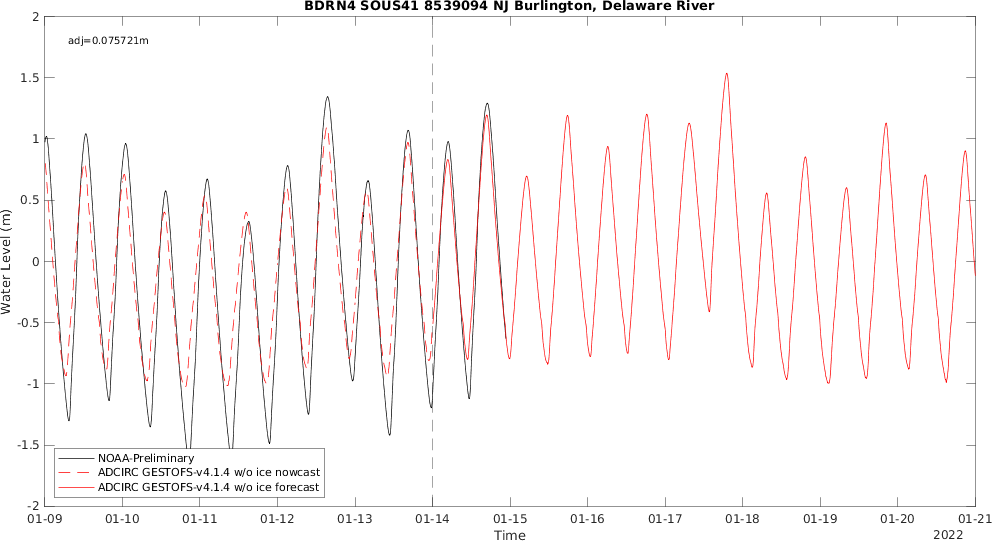 BDRN4 SOUS41 8539094 NJ Burlington, Delaware River
adj=0.075721m
2
1.5
1
0.5
0
-0.5
-1
-1.5
-2
Water Level (m)
NOAA-Preliminary
ADCIRC GESTOFS-v4.1.4 w/o ice nowcast
ADCIRC GESTOFS-v4.1.4 w/o ice forecast
01-09 01-10 01-11 01-12 01-13 01-14 01-15 01-16 01-17 01-18 01-19 01-20 01-21
Time
2022